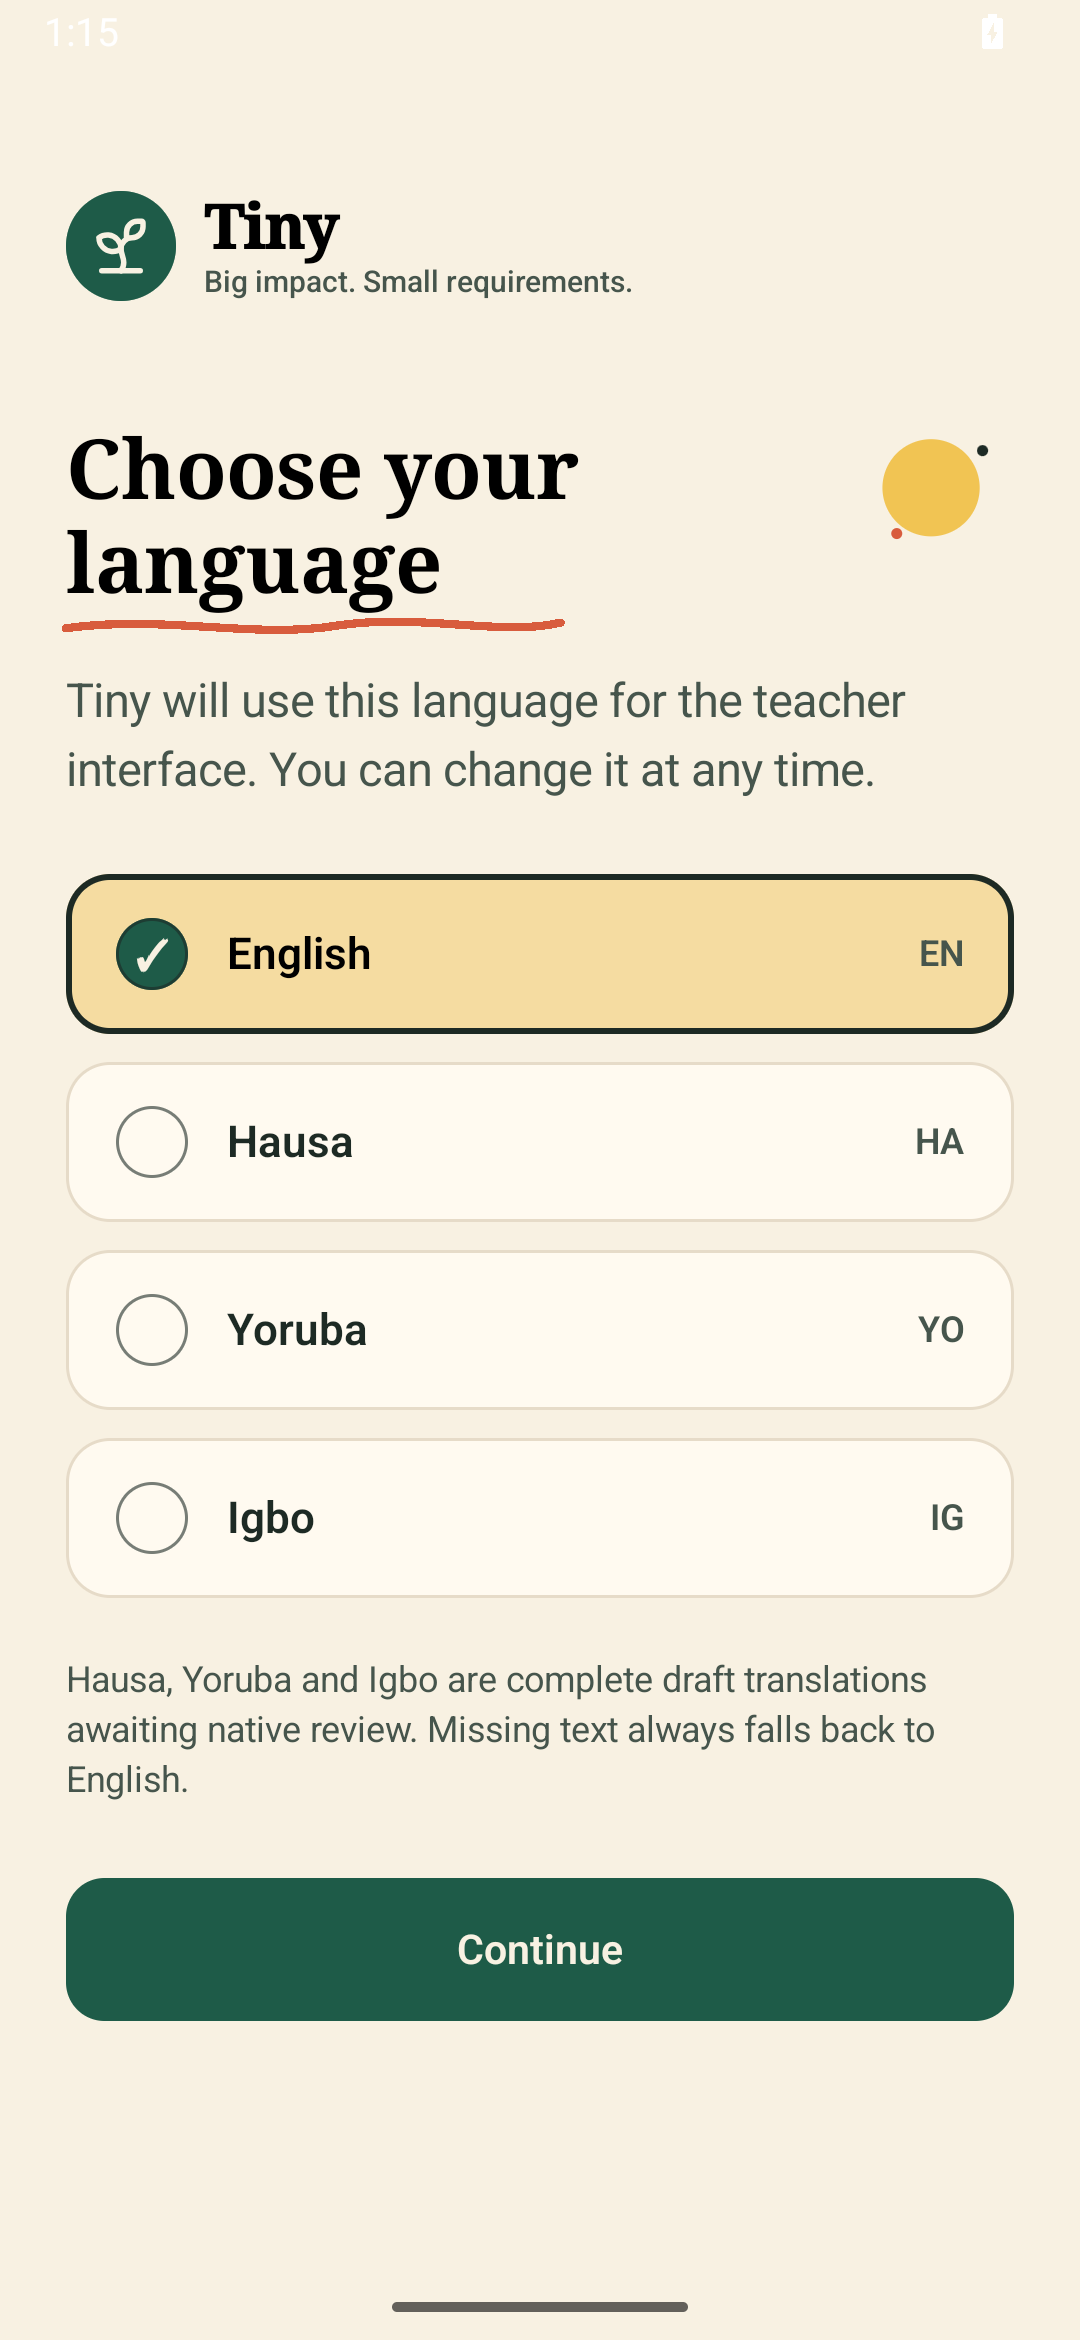 1:15
Tiny
Big impact. Small requirements.
Choose your
language
Tiny will use this language for the teacher
interface. You can change it at any time.
✓ English EN
Hausa HA
Yoruba YO
Igbo IG
Hausa, Yoruba and Igbo are complete draft translations
awaiting native review. Missing text always falls back to
English.
Continue